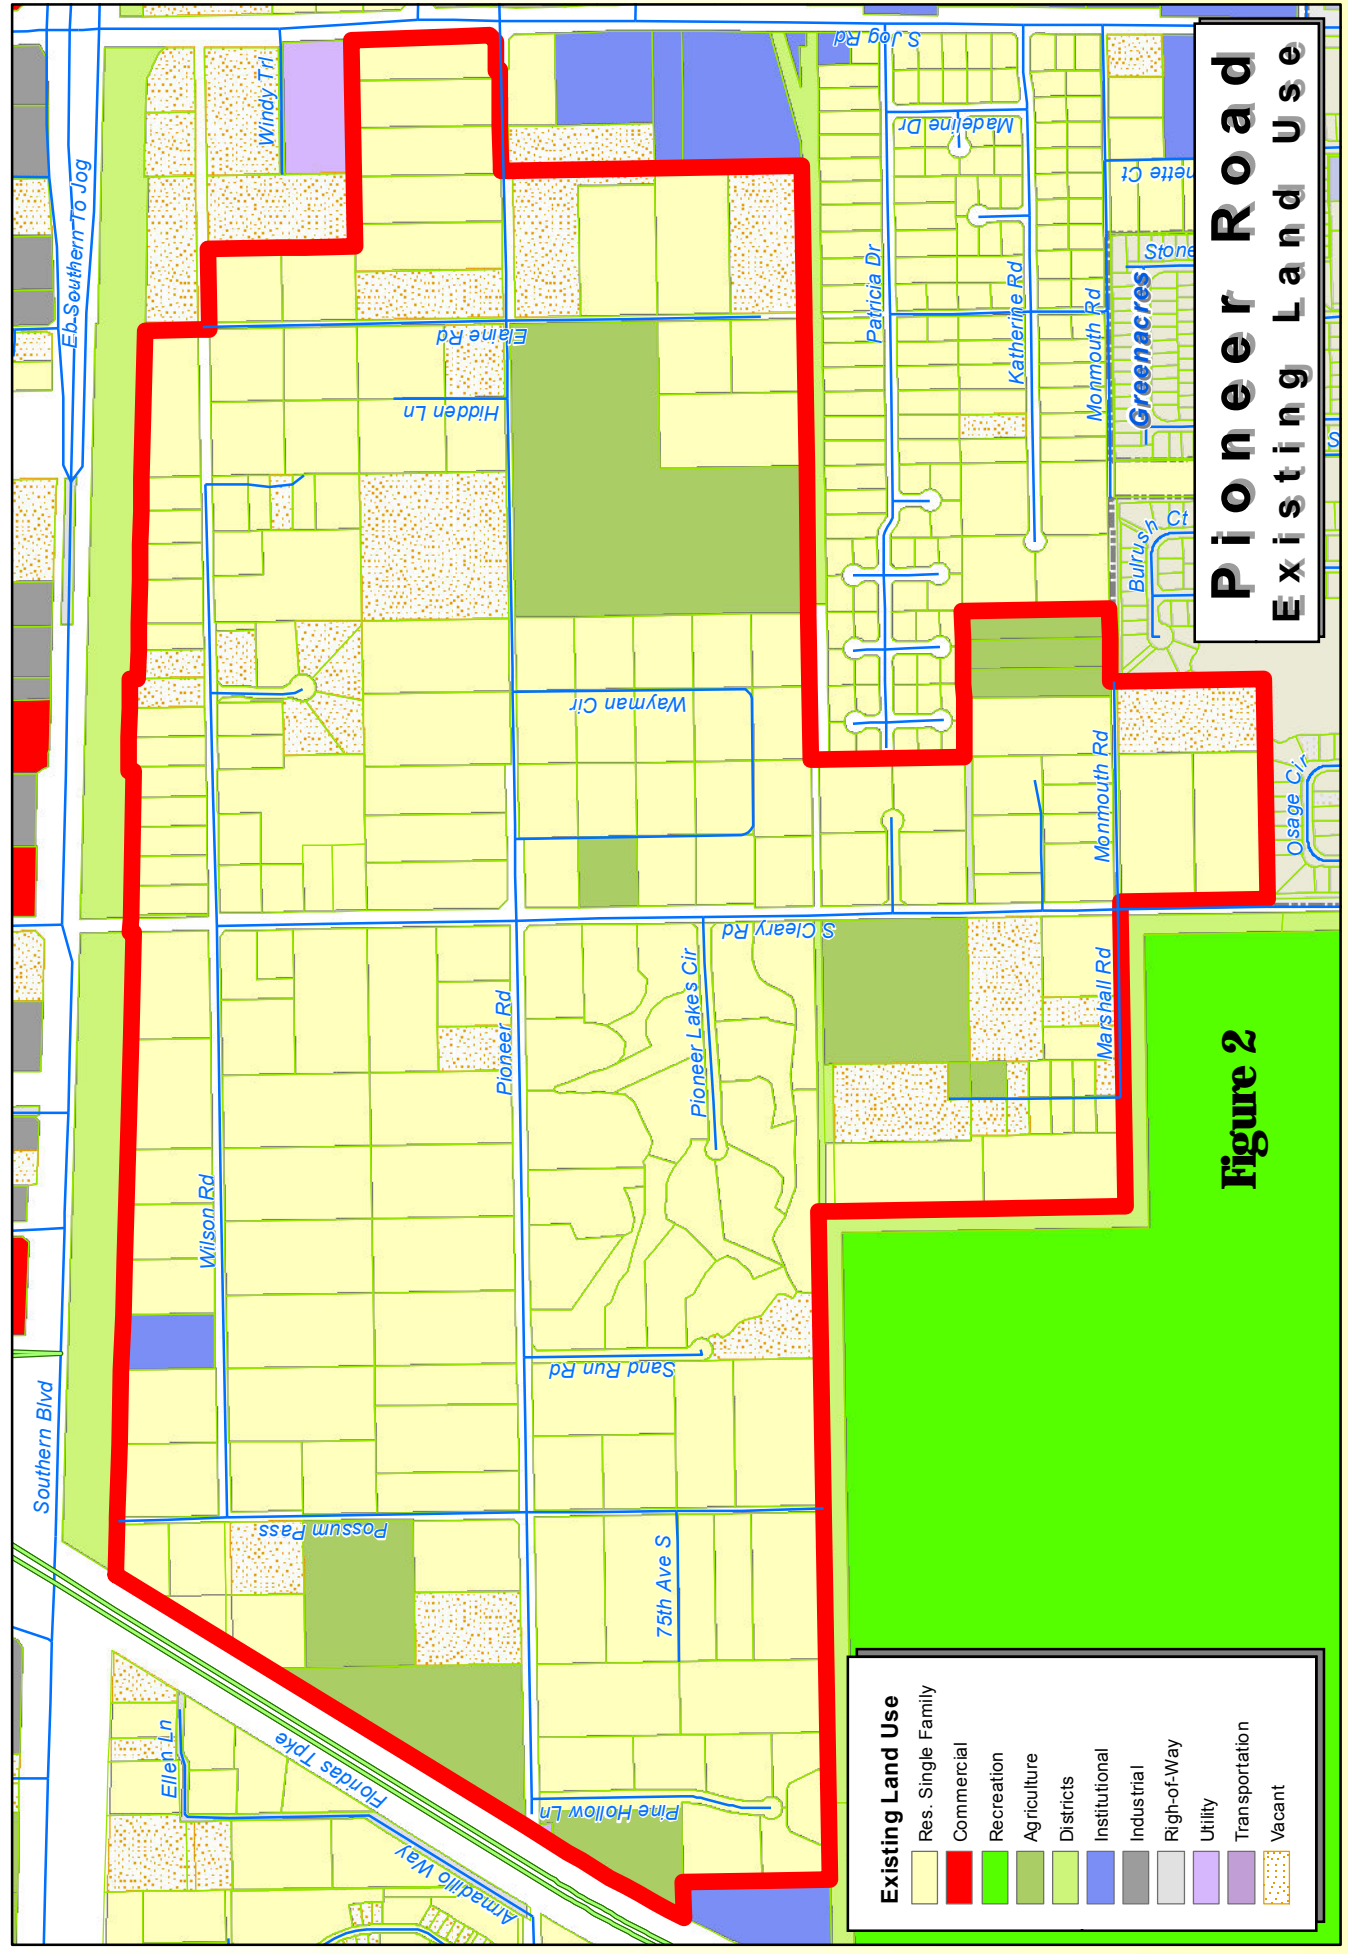 Pioneer Road
Existing Land Use
Southern Blvd
Eb-Southern-To Jog
Windy Trl
S Jog Rd
Madeline Dr
nette Ct
Stone
Greenacres
Patricia Dr
Katherine Rd
Monmouth Rd
Elaine Rd
Hidden Ln
Bulrush Ct
S
Wayman Cir
Monmouth Rd
Osage Cir
S Cleary Rd
Marshall Rd
Pioneer Rd
Pioneer Lakes Cir
Wilson Rd
Sand Run Rd
Possum Pass
75th Ave S
Pine Hollow Ln
Ellen Ln
Floridas Tpke
Armadillo Way
Figure 2
Existing Land Use
Res. Single Family
Commercial
Recreation
Agriculture
Districts
Institutional
Industrial
Righ-of-Way
Utility
Transportation
Vacant